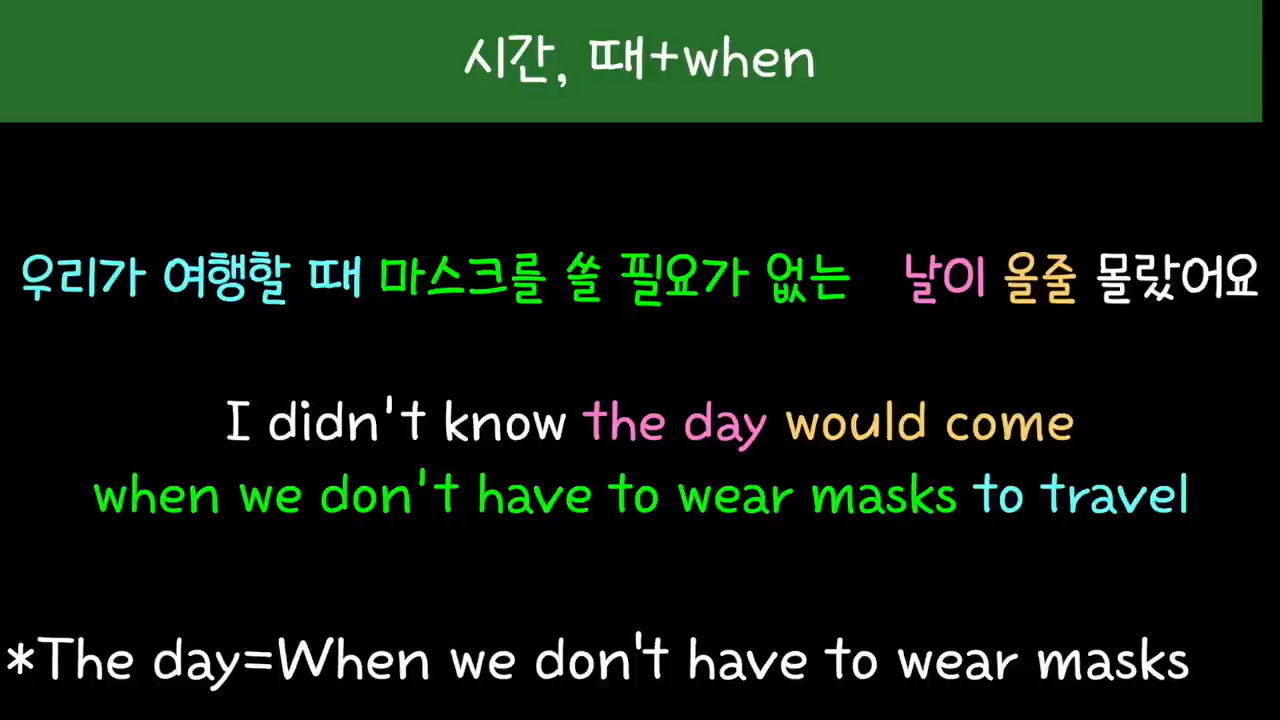 시간, 때+when
우리가 여행할 때 마스크를 쓸 필요가 없는 날이 올줄 몰랐어요
I didn't know the day would come
when we don't have to wear masks to travel
*The day=When we don't have to wear masks